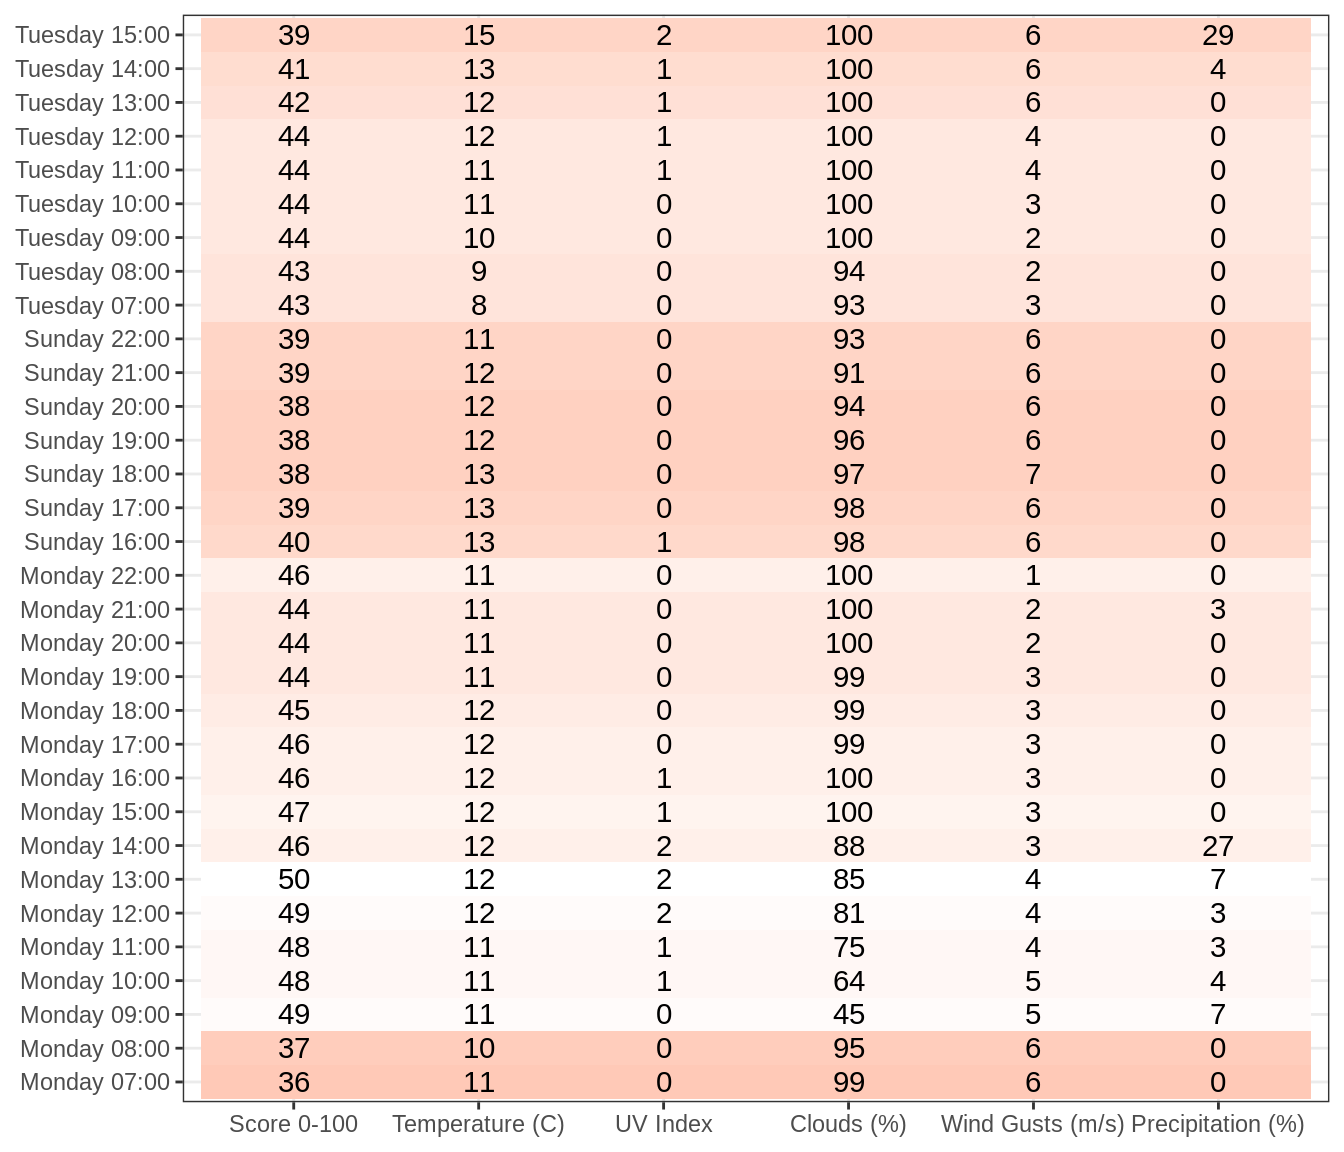 Tuesday 15:00 39 15 2 100 6 29
Tuesday 14:00 41 13 1 100 6 4
Tuesday 13:00 42 12 1 100 6 0
Tuesday 12:00 44 12 1 100 4 0
Tuesday 11:00 44 11 1 100 4 0
Tuesday 10:00 44 11 0 100 3 0
Tuesday 09:00 44 10 0 100 2 0
Tuesday 08:00 43 9 0 94 2 0
Tuesday 07:00 43 8 0 93 3 0
Sunday 22:00 39 11 0 93 6 0
Sunday 21:00 39 12 0 91 6 0
Sunday 20:00 38 12 0 94 6 0
Sunday 19:00 38 12 0 96 6 0
Sunday 18:00 38 13 0 97 7 0
Sunday 17:00 39 13 0 98 6 0
Sunday 16:00 40 13 1 98 6 0
Monday 22:00 46 11 0 100 1 0
Monday 21:00 44 11 0 100 2 3
Monday 20:00 44 11 0 100 2 0
Monday 19:00 44 11 0 99 3 0
Monday 18:00 45 12 0 99 3 0
Monday 17:00 46 12 0 99 3 0
Monday 16:00 46 12 1 100 3 0
Monday 15:00 47 12 1 100 3 0
Monday 14:00 46 12 2 88 3 27
Monday 13:00 50 12 2 85 4 7
Monday 12:00 49 12 2 81 4 3
Monday 11:00 48 11 1 75 4 3
Monday 10:00 48 11 1 64 5 4
Monday 09:00 49 11 0 45 5 7
Monday 08:00 37 10 0 95 6 0
Monday 07:00 36 11 0 99 6 0
Score 0-100 Temperature (C) UV Index Clouds (%) Wind Gusts (m/s) Precipitation (%)